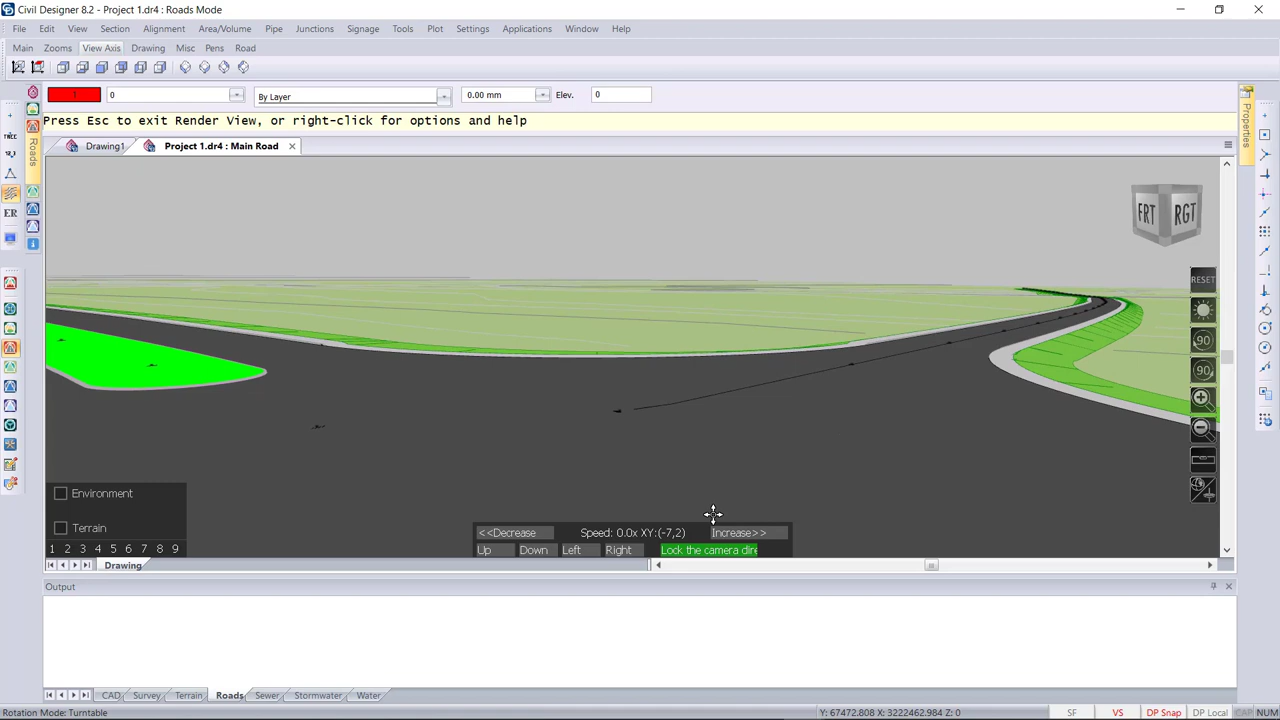 Civil Designer 8.2 - Project 1.dr4 : Roads Mode
File Edit View Section Alignment Area/Volume Pipe Junctions Signage Tools Plot Settings Applications Window Help
Main Zooms View Axis Drawing Misc Pens Road
1 0 By Layer 0.00 mm Elev. 0
Press Esc to exit Render View, or right-click for options and help
Drawing1 Project 1.dr4 : Main Road
Roads
Properties
ER
FRT RGT
RESET
90
90
Environment
Terrain
1 2 3 4 5 6 7 8 9
<<Decrease Speed: 0.0x XY:(-7,2) Increase>>
Up Down Left Right Lock the camera dire
Drawing
Output
CAD Survey Terrain Roads Sewer Stormwater Water
Rotation Mode: Turntable Y: 67472.808 X: 3222462.984 Z: 0 SF VS DP Snap DP Local CAP NUM